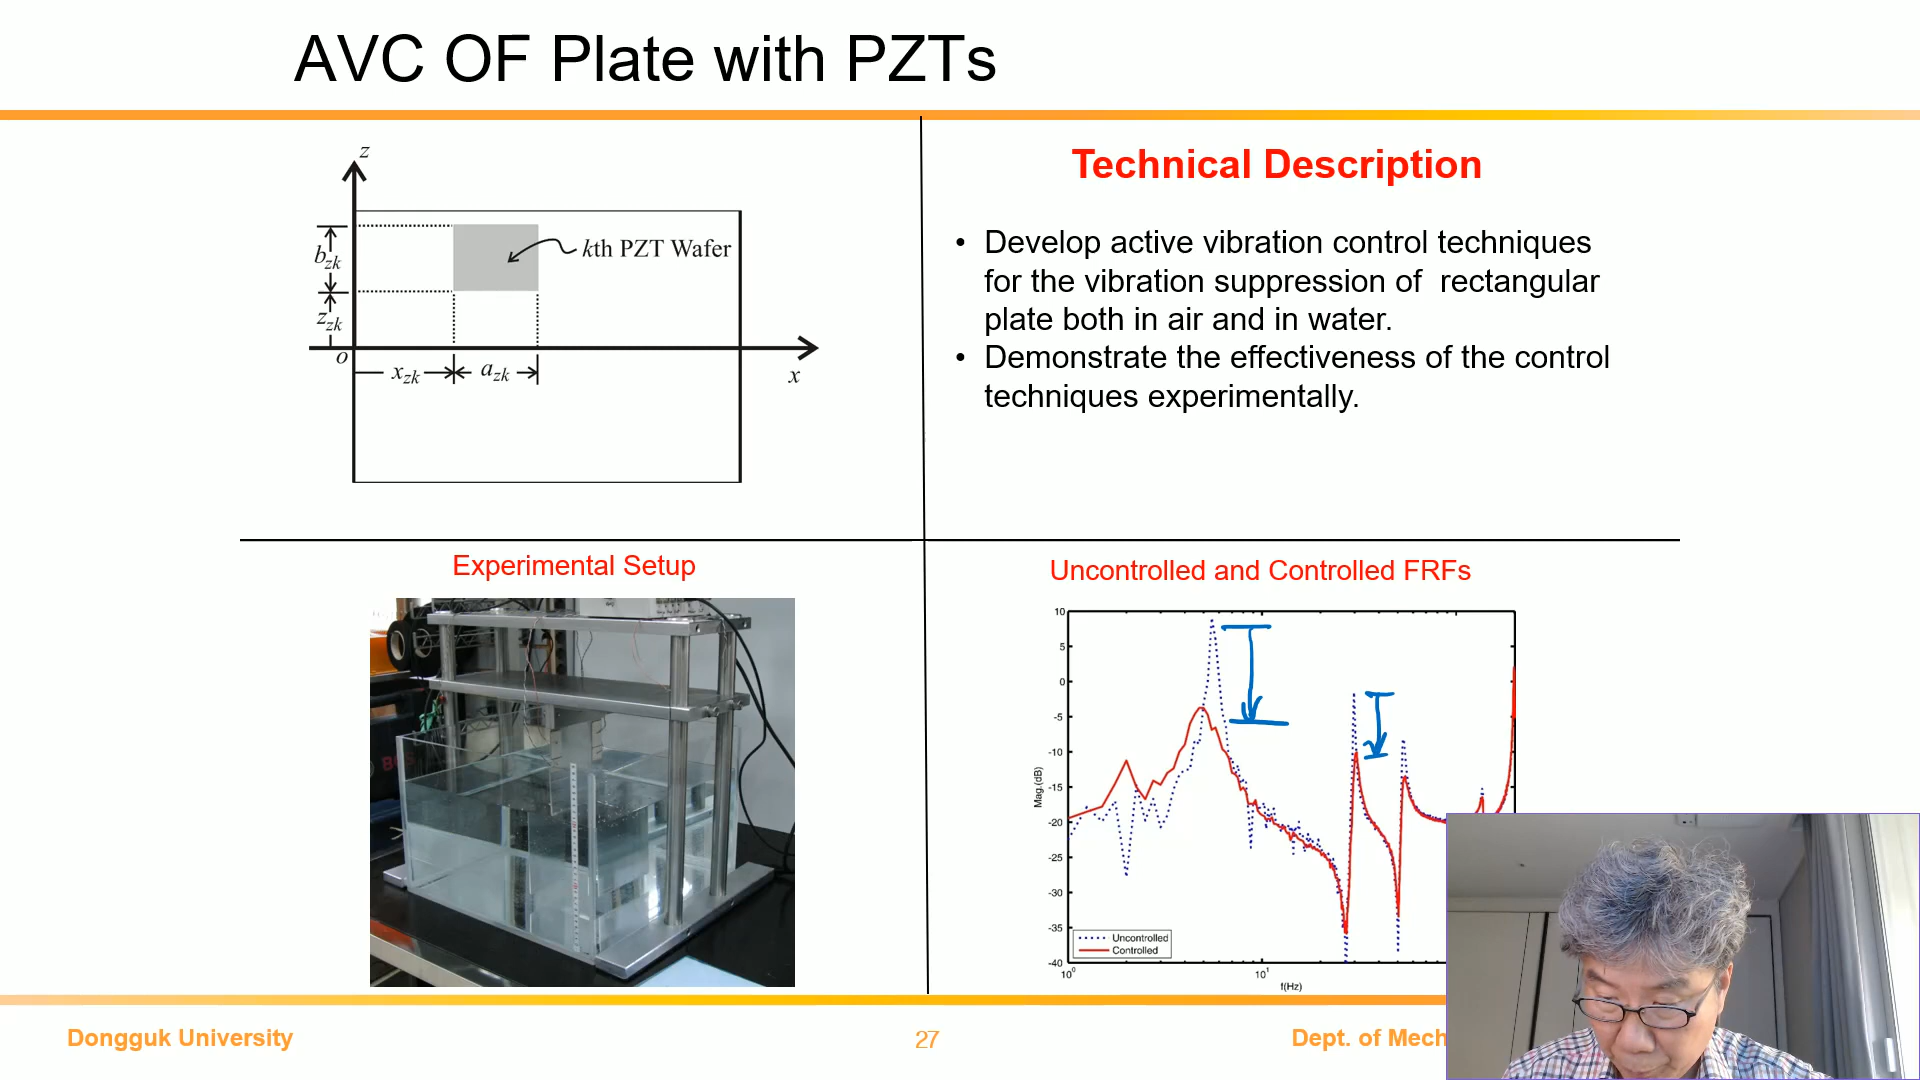 AVC OF Plate with PZTs
z
b_zk
z_zk
kth PZT Wafer
o
x_zk
a_zk
x
Technical Description
• Develop active vibration control techniques
for the vibration suppression of  rectangular
plate both in air and in water.
• Demonstrate the effectiveness of the control
techniques experimentally.
Experimental Setup
Uncontrolled and Controlled FRFs
10
5
0
-5
-10
-15
-20
-25
-30
-35
-40
Mag.(dB)
Uncontrolled
Controlled
10^0
10^1
f(Hz)
Dongguk University
27
Dept. of Mech